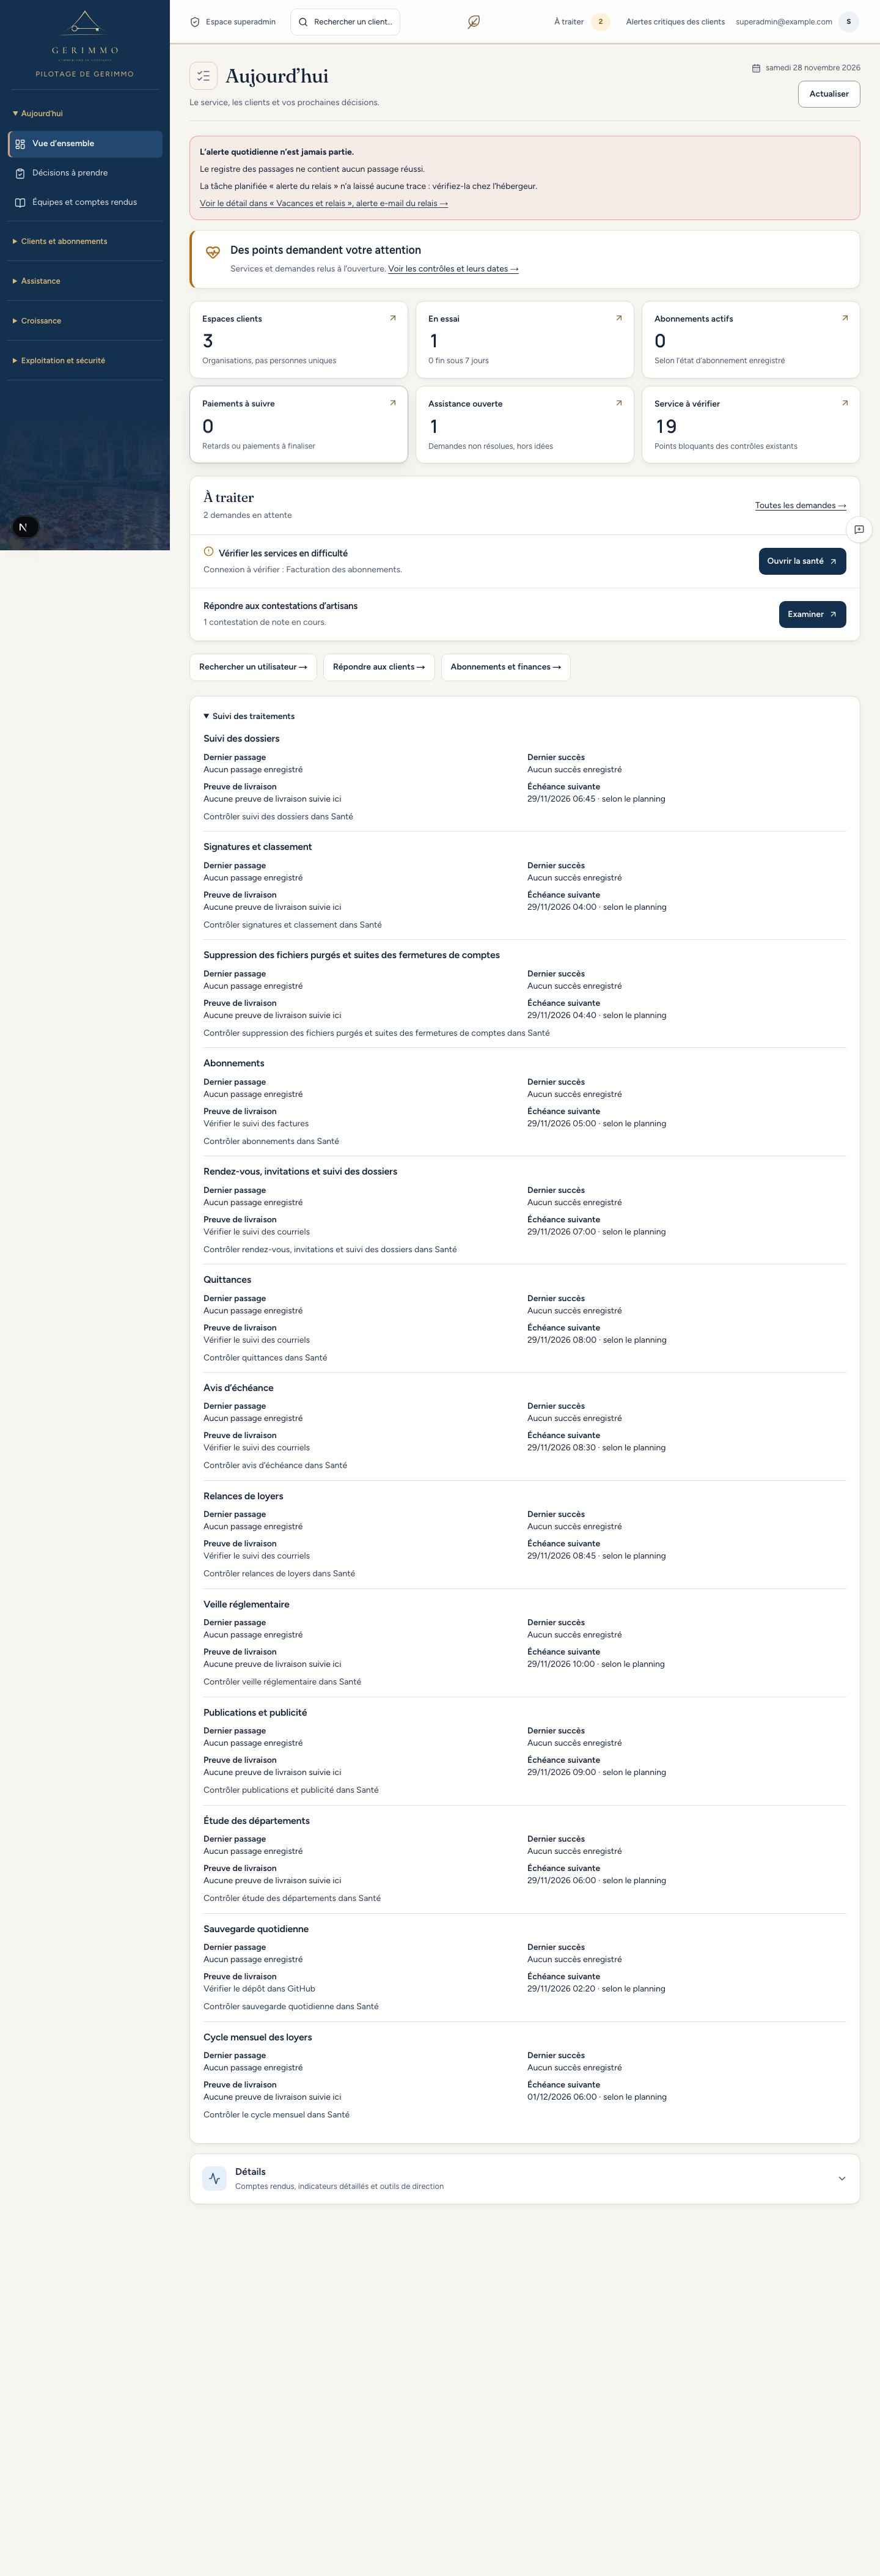 GERIMMO
PILOTAGE DE GERIMMO
Aujourd'hui
Vue d'ensemble
Décisions à prendre
Équipes et comptes rendus
Clients et abonnements
Assistance
Croissance
Exploitation et sécurité
N
Espace superadmin
Rechercher un client…
À traiter
2
Alertes critiques des clients
superadmin@example.com
S
Aujourd'hui
Le service, les clients et vos prochaines décisions.
samedi 28 novembre 2026
Actualiser
L'alerte quotidienne n'est jamais partie.
Le registre des passages ne contient aucun passage réussi.
La tâche planifiée « alerte du relais » n'a laissé aucune trace : vérifiez-la chez l'hébergeur.
Voir le détail dans « Vacances et relais », alerte e-mail du relais →
Des points demandent votre attention
Services et demandes relus à l'ouverture. Voir les contrôles et leurs dates →
Espaces clients
3
Organisations, pas personnes uniques
En essai
1
0 fin sous 7 jours
Abonnements actifs
0
Selon l'état d'abonnement enregistré
Paiements à suivre
0
Retards ou paiements à finaliser
Assistance ouverte
1
Demandes non résolues, hors idées
Service à vérifier
19
Points bloquants des contrôles existants
À traiter
2 demandes en attente
Toutes les demandes →
Vérifier les services en difficulté
Connexion à vérifier : Facturation des abonnements.
Ouvrir la santé
Répondre aux contestations d'artisans
1 contestation de note en cours.
Examiner
Rechercher un utilisateur →
Répondre aux clients →
Abonnements et finances →
Suivi des traitements
Suivi des dossiers
Dernier passage
Aucun passage enregistré
Dernier succès
Aucun succès enregistré
Preuve de livraison
Aucune preuve de livraison suivie ici
Échéance suivante
29/11/2026 06:45 · selon le planning
Contrôler suivi des dossiers dans Santé
Signatures et classement
Dernier passage
Aucun passage enregistré
Dernier succès
Aucun succès enregistré
Preuve de livraison
Aucune preuve de livraison suivie ici
Échéance suivante
29/11/2026 04:00 · selon le planning
Contrôler signatures et classement dans Santé
Suppression des fichiers purgés et suites des fermetures de comptes
Dernier passage
Aucun passage enregistré
Dernier succès
Aucun succès enregistré
Preuve de livraison
Aucune preuve de livraison suivie ici
Échéance suivante
29/11/2026 04:40 · selon le planning
Contrôler suppression des fichiers purgés et suites des fermetures de comptes dans Santé
Abonnements
Dernier passage
Aucun passage enregistré
Dernier succès
Aucun succès enregistré
Preuve de livraison
Vérifier le suivi des factures
Échéance suivante
29/11/2026 05:00 · selon le planning
Contrôler abonnements dans Santé
Rendez-vous, invitations et suivi des dossiers
Dernier passage
Aucun passage enregistré
Dernier succès
Aucun succès enregistré
Preuve de livraison
Vérifier le suivi des courriels
Échéance suivante
29/11/2026 07:00 · selon le planning
Contrôler rendez-vous, invitations et suivi des dossiers dans Santé
Quittances
Dernier passage
Aucun passage enregistré
Dernier succès
Aucun succès enregistré
Preuve de livraison
Vérifier le suivi des courriels
Échéance suivante
29/11/2026 08:00 · selon le planning
Contrôler quittances dans Santé
Avis d'échéance
Dernier passage
Aucun passage enregistré
Dernier succès
Aucun succès enregistré
Preuve de livraison
Vérifier le suivi des courriels
Échéance suivante
29/11/2026 08:30 · selon le planning
Contrôler avis d'échéance dans Santé
Relances de loyers
Dernier passage
Aucun passage enregistré
Dernier succès
Aucun succès enregistré
Preuve de livraison
Vérifier le suivi des courriels
Échéance suivante
29/11/2026 08:45 · selon le planning
Contrôler relances de loyers dans Santé
Veille réglementaire
Dernier passage
Aucun passage enregistré
Dernier succès
Aucun succès enregistré
Preuve de livraison
Aucune preuve de livraison suivie ici
Échéance suivante
29/11/2026 10:00 · selon le planning
Contrôler veille réglementaire dans Santé
Publications et publicité
Dernier passage
Aucun passage enregistré
Dernier succès
Aucun succès enregistré
Preuve de livraison
Aucune preuve de livraison suivie ici
Échéance suivante
29/11/2026 09:00 · selon le planning
Contrôler publications et publicité dans Santé
Étude des départements
Dernier passage
Aucun passage enregistré
Dernier succès
Aucun succès enregistré
Preuve de livraison
Aucune preuve de livraison suivie ici
Échéance suivante
29/11/2026 06:00 · selon le planning
Contrôler étude des départements dans Santé
Sauvegarde quotidienne
Dernier passage
Aucun passage enregistré
Dernier succès
Aucun succès enregistré
Preuve de livraison
Vérifier le dépôt dans GitHub
Échéance suivante
29/11/2026 02:20 · selon le planning
Contrôler sauvegarde quotidienne dans Santé
Cycle mensuel des loyers
Dernier passage
Aucun passage enregistré
Dernier succès
Aucun succès enregistré
Preuve de livraison
Aucune preuve de livraison suivie ici
Échéance suivante
01/12/2026 06:00 · selon le planning
Contrôler le cycle mensuel dans Santé
Détails
Comptes rendus, indicateurs détaillés et outils de direction